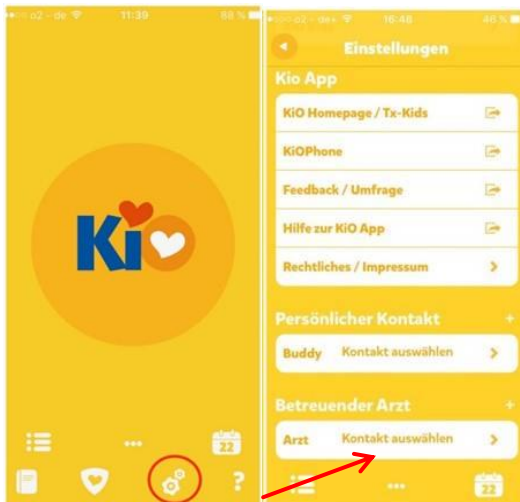 o2 - de 11:39 88 %
Kio
22
?
o2 - de+ 16:46 46 %
Einstellungen
Kio App
KiO Homepage / Tx-Kids
KiOPhone
Feedback / Umfrage
Hilfe zur KiO App
Rechtliches / Impressum
Persönlicher Kontakt +
Buddy Kontakt auswählen
Betreuender Arzt +
Arzt Kontakt auswählen
22